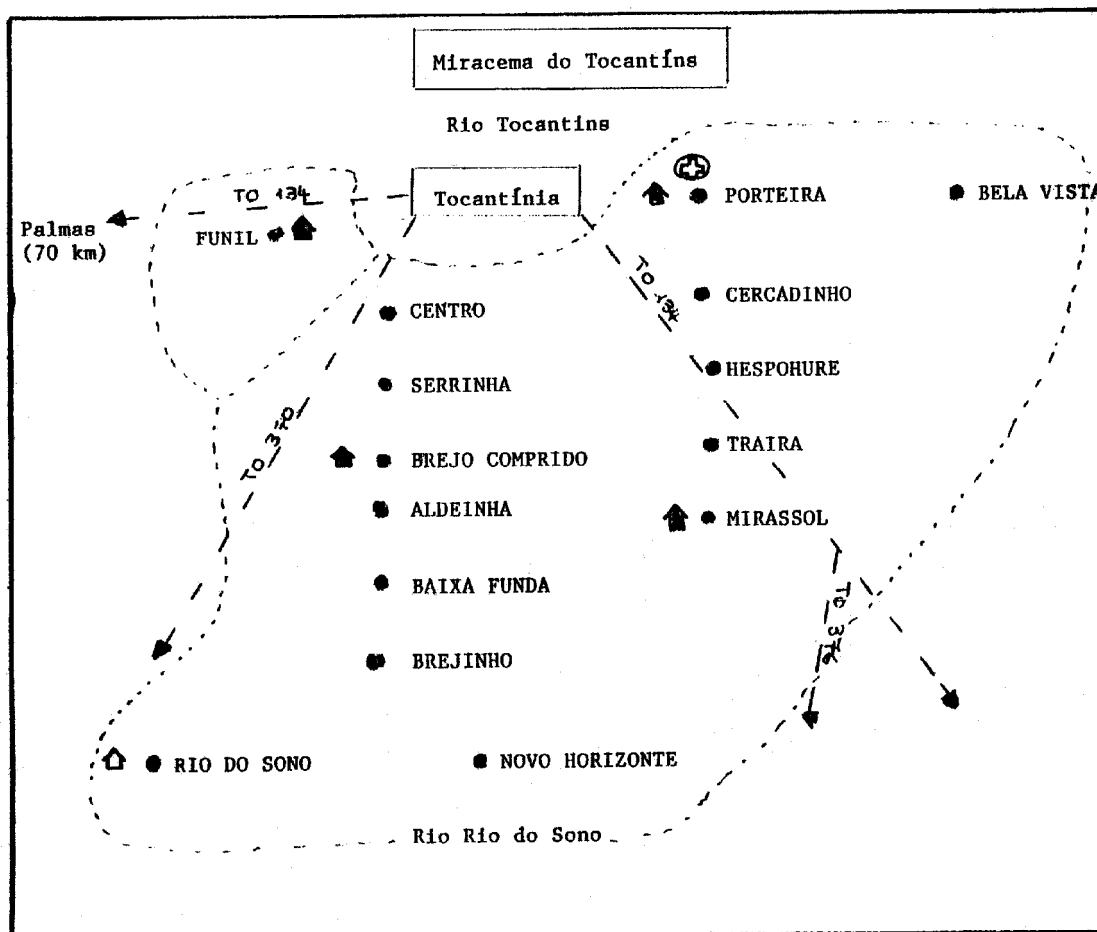 Miracema do Tocantíns
Rio Tocantins
Tocantínia
TO 134
Palmas
(70 km)
FUNIL
PORTEIRA
BELA VISTA
TO 134
CENTRO
CERCADINHO
SERRINHA
HESPOHURE
TO 370
BREJO COMPRIDO
TRAIRA
ALDEINHA
MIRASSOL
BAIXA FUNDA
TO 376
BREJINHO
RIO DO SONO
NOVO HORIZONTE
Rio Rio do Sono